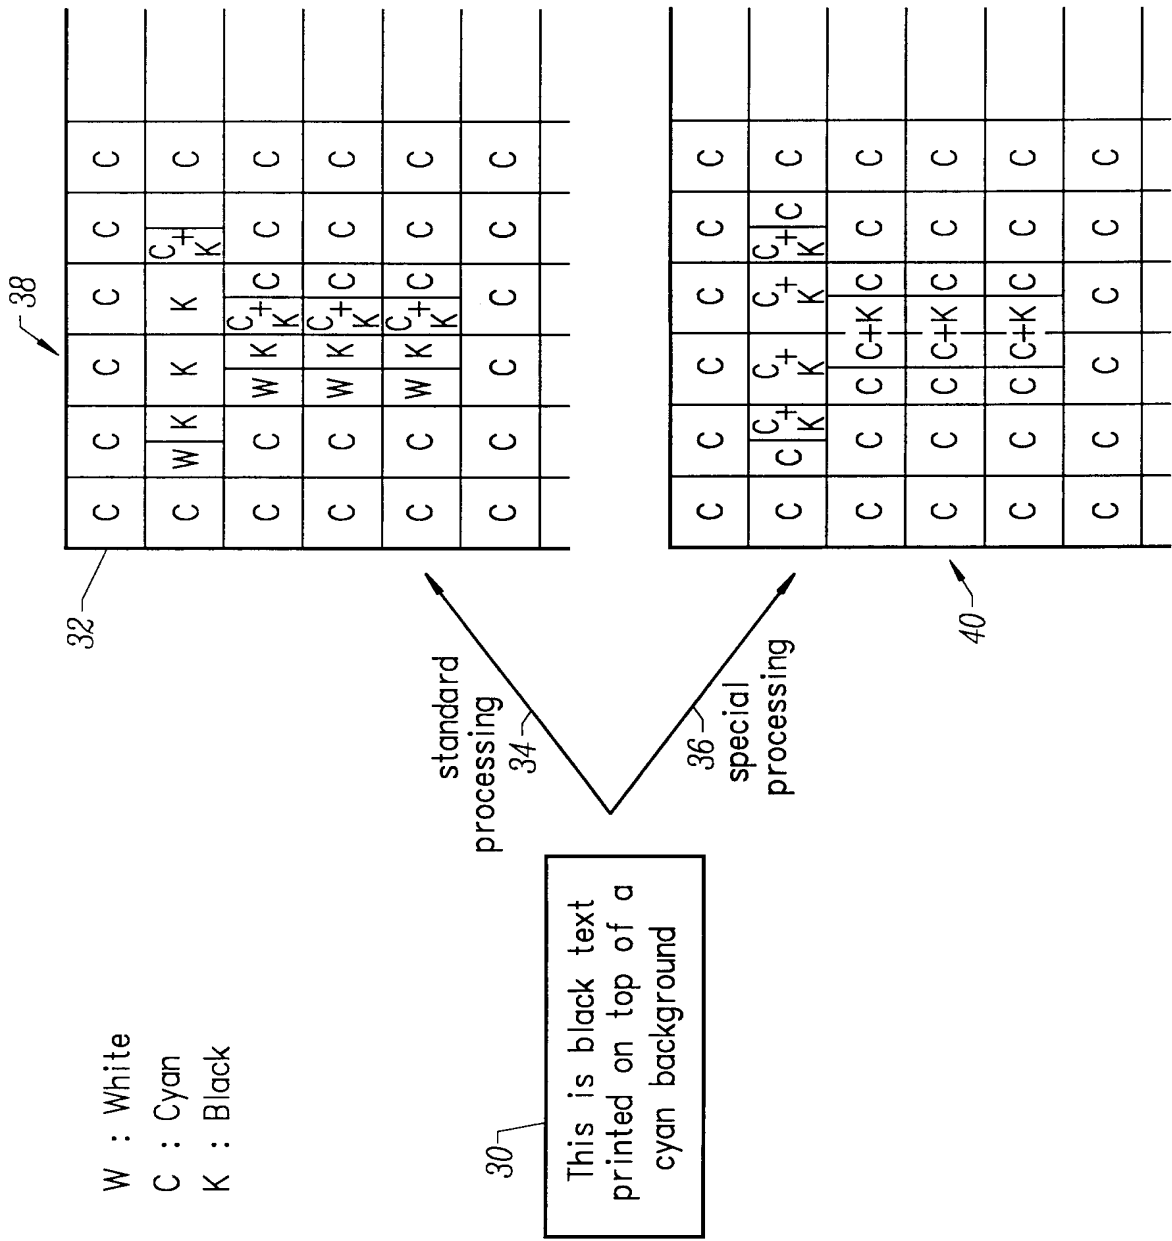 W : White
C : Cyan
K : Black
38
32
C C C C C C
C W K K K C+K C
C C W K C+K C C C
C C W K C+K C C C
C C W K C+K C C C
C C C C C C
standard
processing
34
30
This is black text
printed on top of a
cyan background
36
special
processing
C C C C C C
C C C+K C+K C+K C+K C C
C C C C+K C C C
C C C C+K C C C
C C C C+K C C C
C C C C C C
40